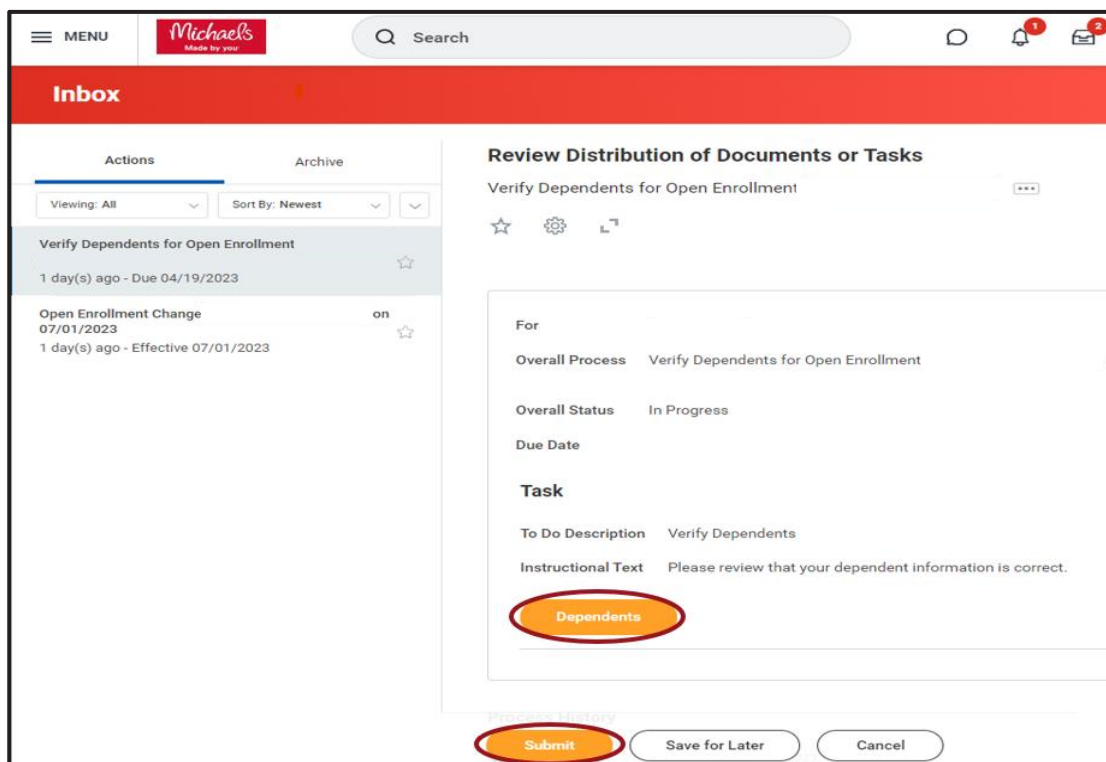 MENU
Michaels
Made by you
Search
1
2
Inbox
Actions
Archive
Viewing: All
Sort By: Newest
Verify Dependents for Open Enrollment
1 day(s) ago - Due 04/19/2023
Open Enrollment Change on
07/01/2023
1 day(s) ago - Effective 07/01/2023
Review Distribution of Documents or Tasks
Verify Dependents for Open Enrollment
For
Overall Process Verify Dependents for Open Enrollment
Overall Status In Progress
Due Date
Task
To Do Description Verify Dependents
Instructional Text Please review that your dependent information is correct.
Dependents
Process History
Submit
Save for Later
Cancel